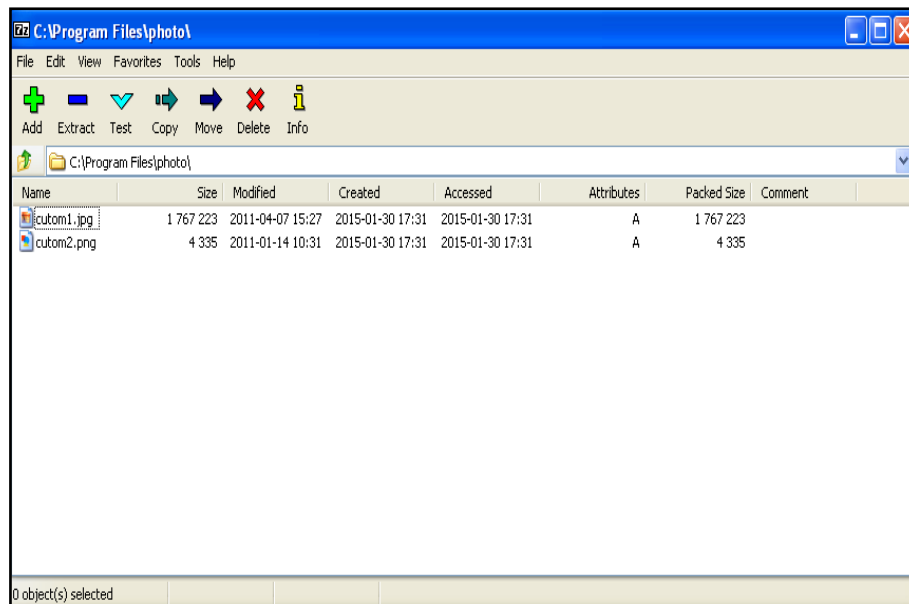 7z C:\Program Files\photo\
File Edit View Favorites Tools Help
Add Extract Test Copy Move Delete Info
C:\Program Files\photo\
Name Size Modified Created Accessed Attributes Packed Size Comment
cutom1.jpg 1 767 223 2011-04-07 15:27 2015-01-30 17:31 2015-01-30 17:31 A 1 767 223
cutom2.png 4 335 2011-01-14 10:31 2015-01-30 17:31 2015-01-30 17:31 A 4 335
0 object(s) selected